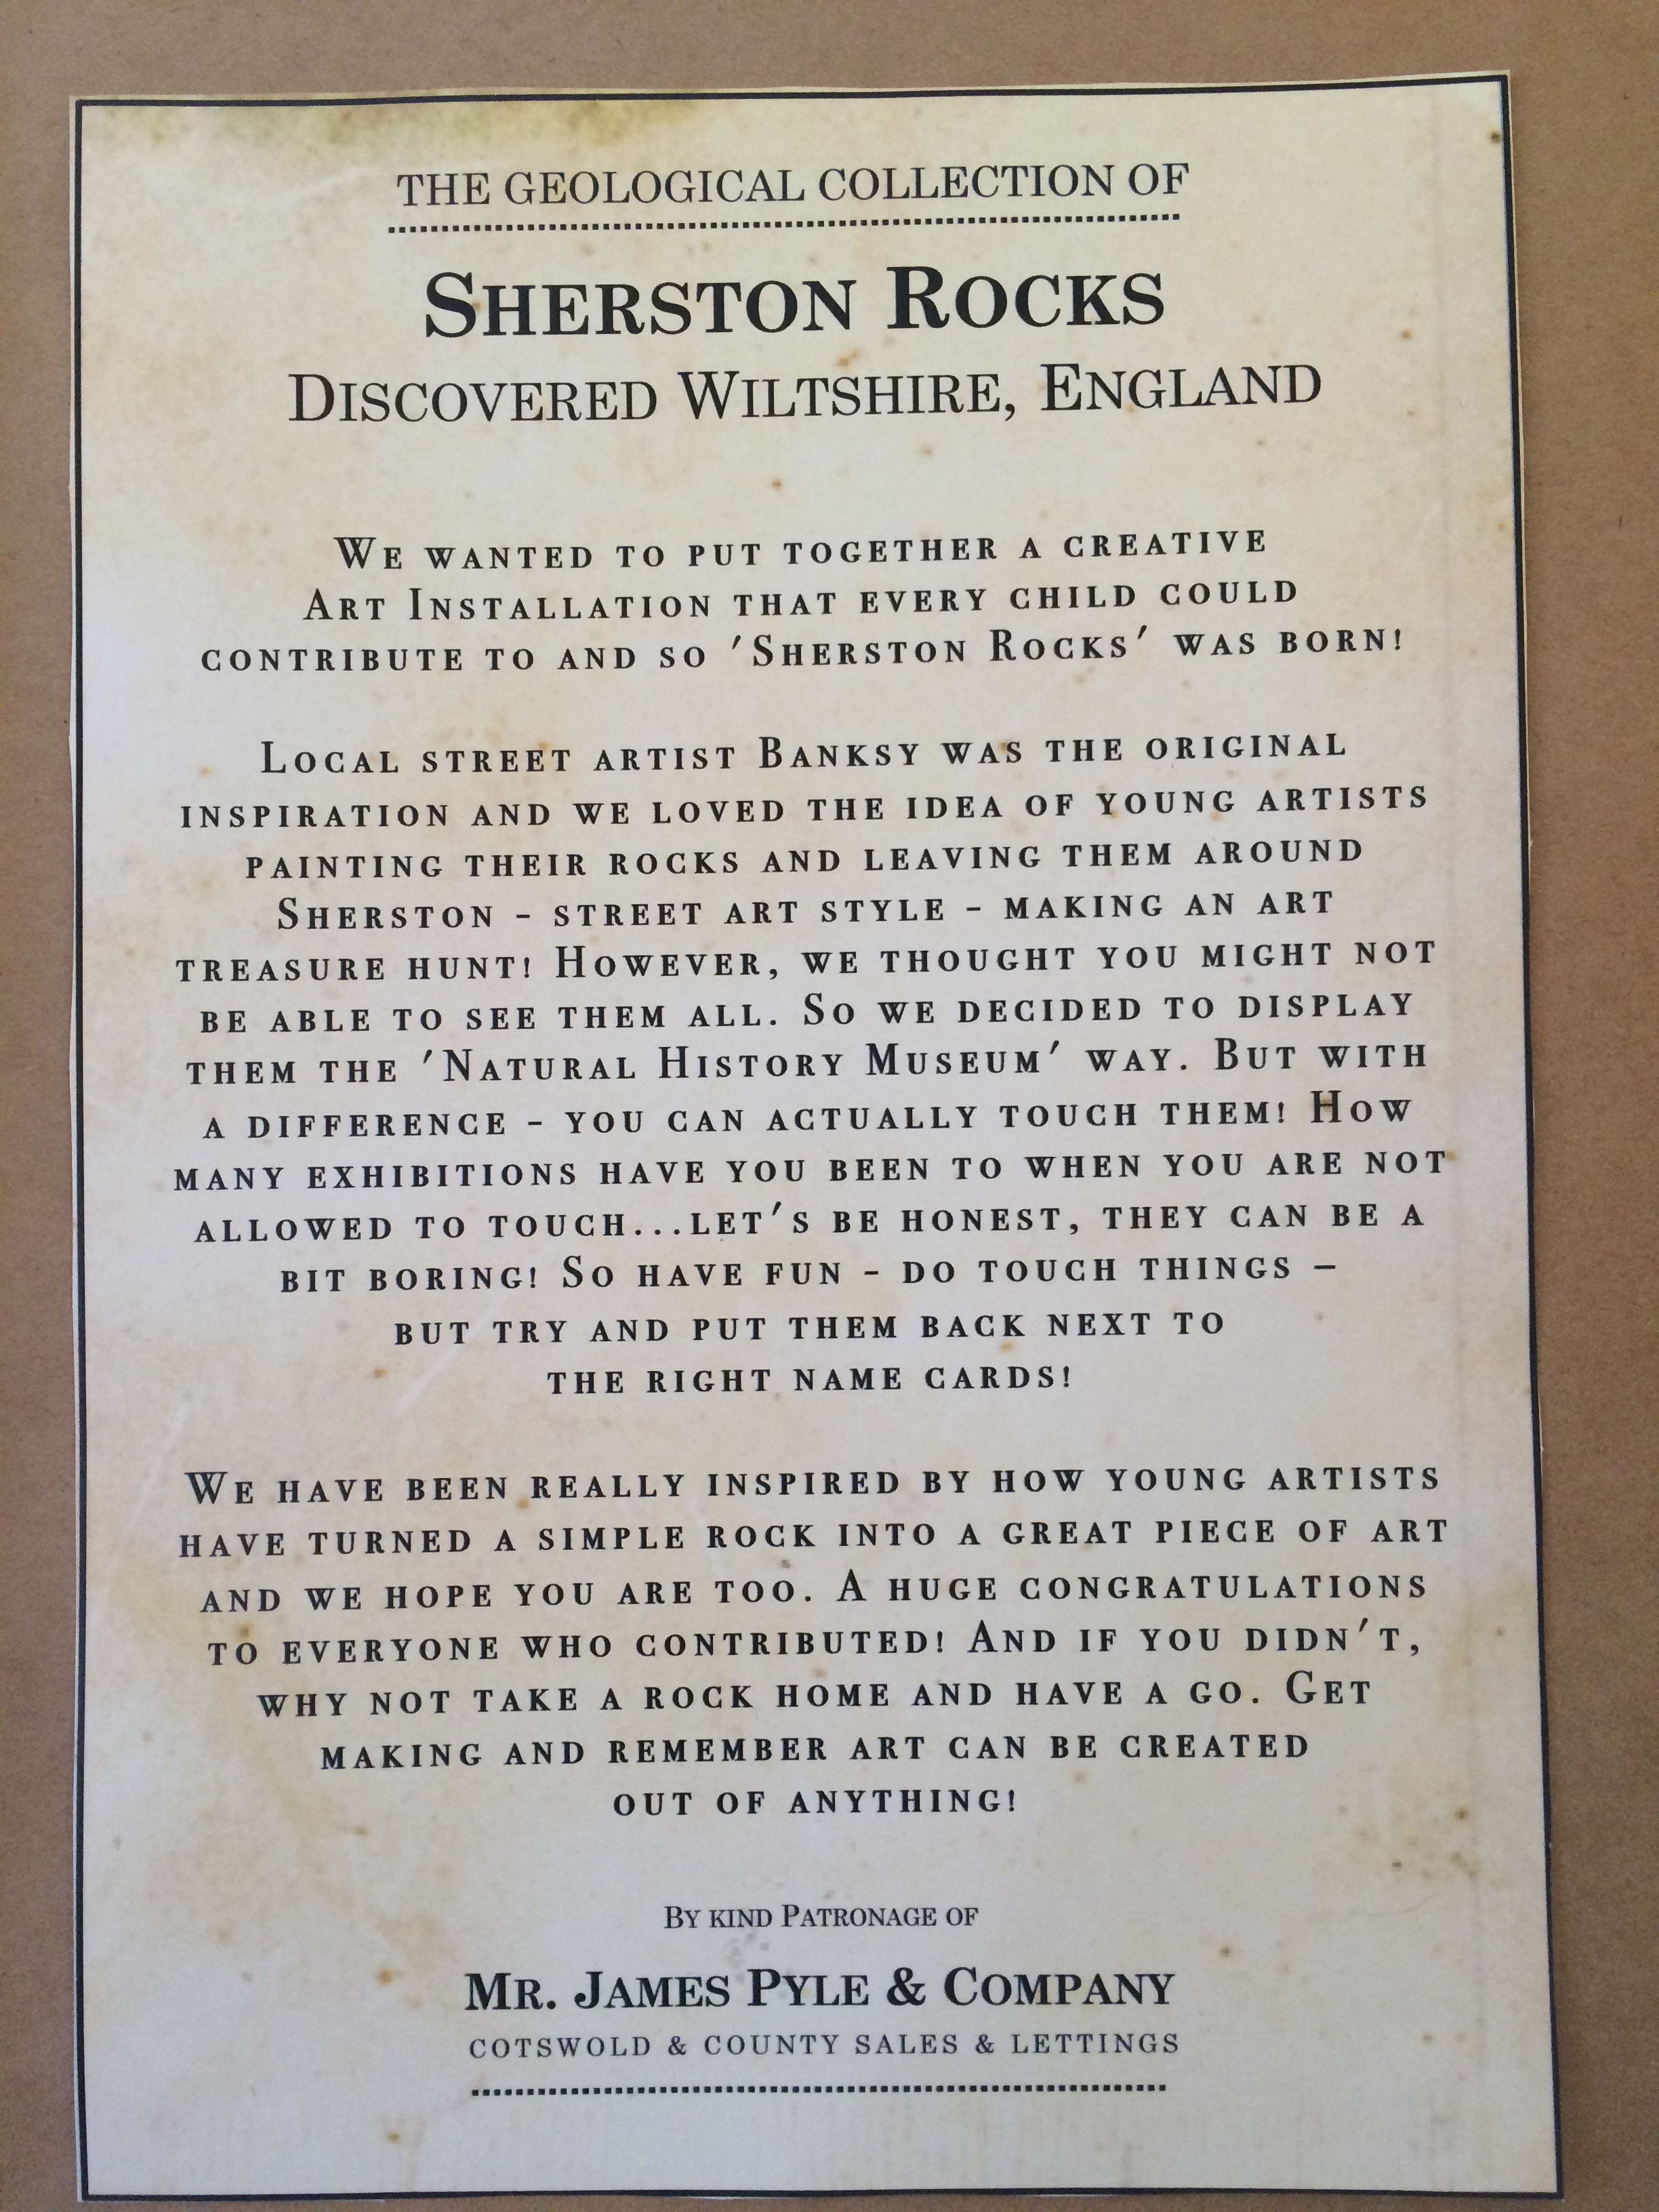 THE GEOLOGICAL COLLECTION OF
SHERSTON ROCKS
DISCOVERED WILTSHIRE, ENGLAND
WE WANTED TO PUT TOGETHER A CREATIVE
ART INSTALLATION THAT EVERY CHILD COULD
CONTRIBUTE TO AND SO 'SHERSTON ROCKS' WAS BORN!
LOCAL STREET ARTIST BANKSY WAS THE ORIGINAL
INSPIRATION AND WE LOVED THE IDEA OF YOUNG ARTISTS
PAINTING THEIR ROCKS AND LEAVING THEM AROUND
SHERSTON - STREET ART STYLE - MAKING AN ART
TREASURE HUNT! HOWEVER, WE THOUGHT YOU MIGHT NOT
BE ABLE TO SEE THEM ALL. SO WE DECIDED TO DISPLAY
THEM THE 'NATURAL HISTORY MUSEUM' WAY. BUT WITH
A DIFFERENCE - YOU CAN ACTUALLY TOUCH THEM! HOW
MANY EXHIBITIONS HAVE YOU BEEN TO WHEN YOU ARE NOT
ALLOWED TO TOUCH...LET'S BE HONEST, THEY CAN BE A
BIT BORING! SO HAVE FUN - DO TOUCH THINGS –
BUT TRY AND PUT THEM BACK NEXT TO
THE RIGHT NAME CARDS!
WE HAVE BEEN REALLY INSPIRED BY HOW YOUNG ARTISTS
HAVE TURNED A SIMPLE ROCK INTO A GREAT PIECE OF ART
AND WE HOPE YOU ARE TOO. A HUGE CONGRATULATIONS
TO EVERYONE WHO CONTRIBUTED! AND IF YOU DIDN'T,
WHY NOT TAKE A ROCK HOME AND HAVE A GO. GET
MAKING AND REMEMBER ART CAN BE CREATED
OUT OF ANYTHING!
BY KIND PATRONAGE OF
MR. JAMES PYLE & COMPANY
COTSWOLD & COUNTY SALES & LETTINGS